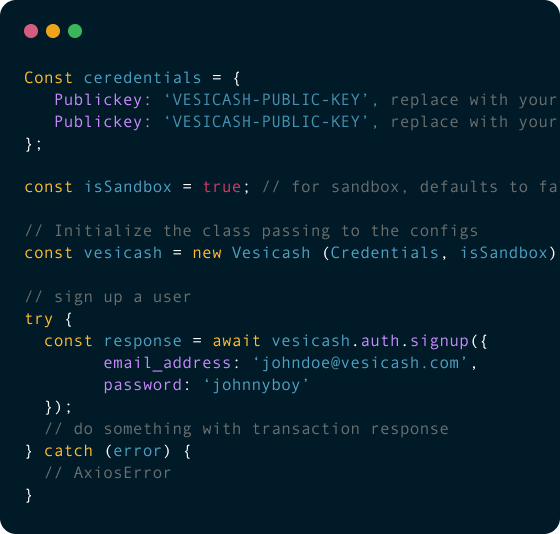 Const ceredentials = {
Publickey: ‘VESICASH-PUBLIC-KEY’, replace with your
Publickey: ‘VESICASH-PUBLIC-KEY’, replace with your
};
const isSandbox = true; // for sandbox, defaults to fa
// Initialize the class passing to the configs
const vesicash = new Vesicash (Credentials, isSandbox)
// sign up a user
try {
const response = await vesicash.auth.signup({
email_address: ‘johndoe@vesicash.com’,
password: ‘johnnyboy’
});
// do something with transaction response
} catch (error) {
// AxiosError
}